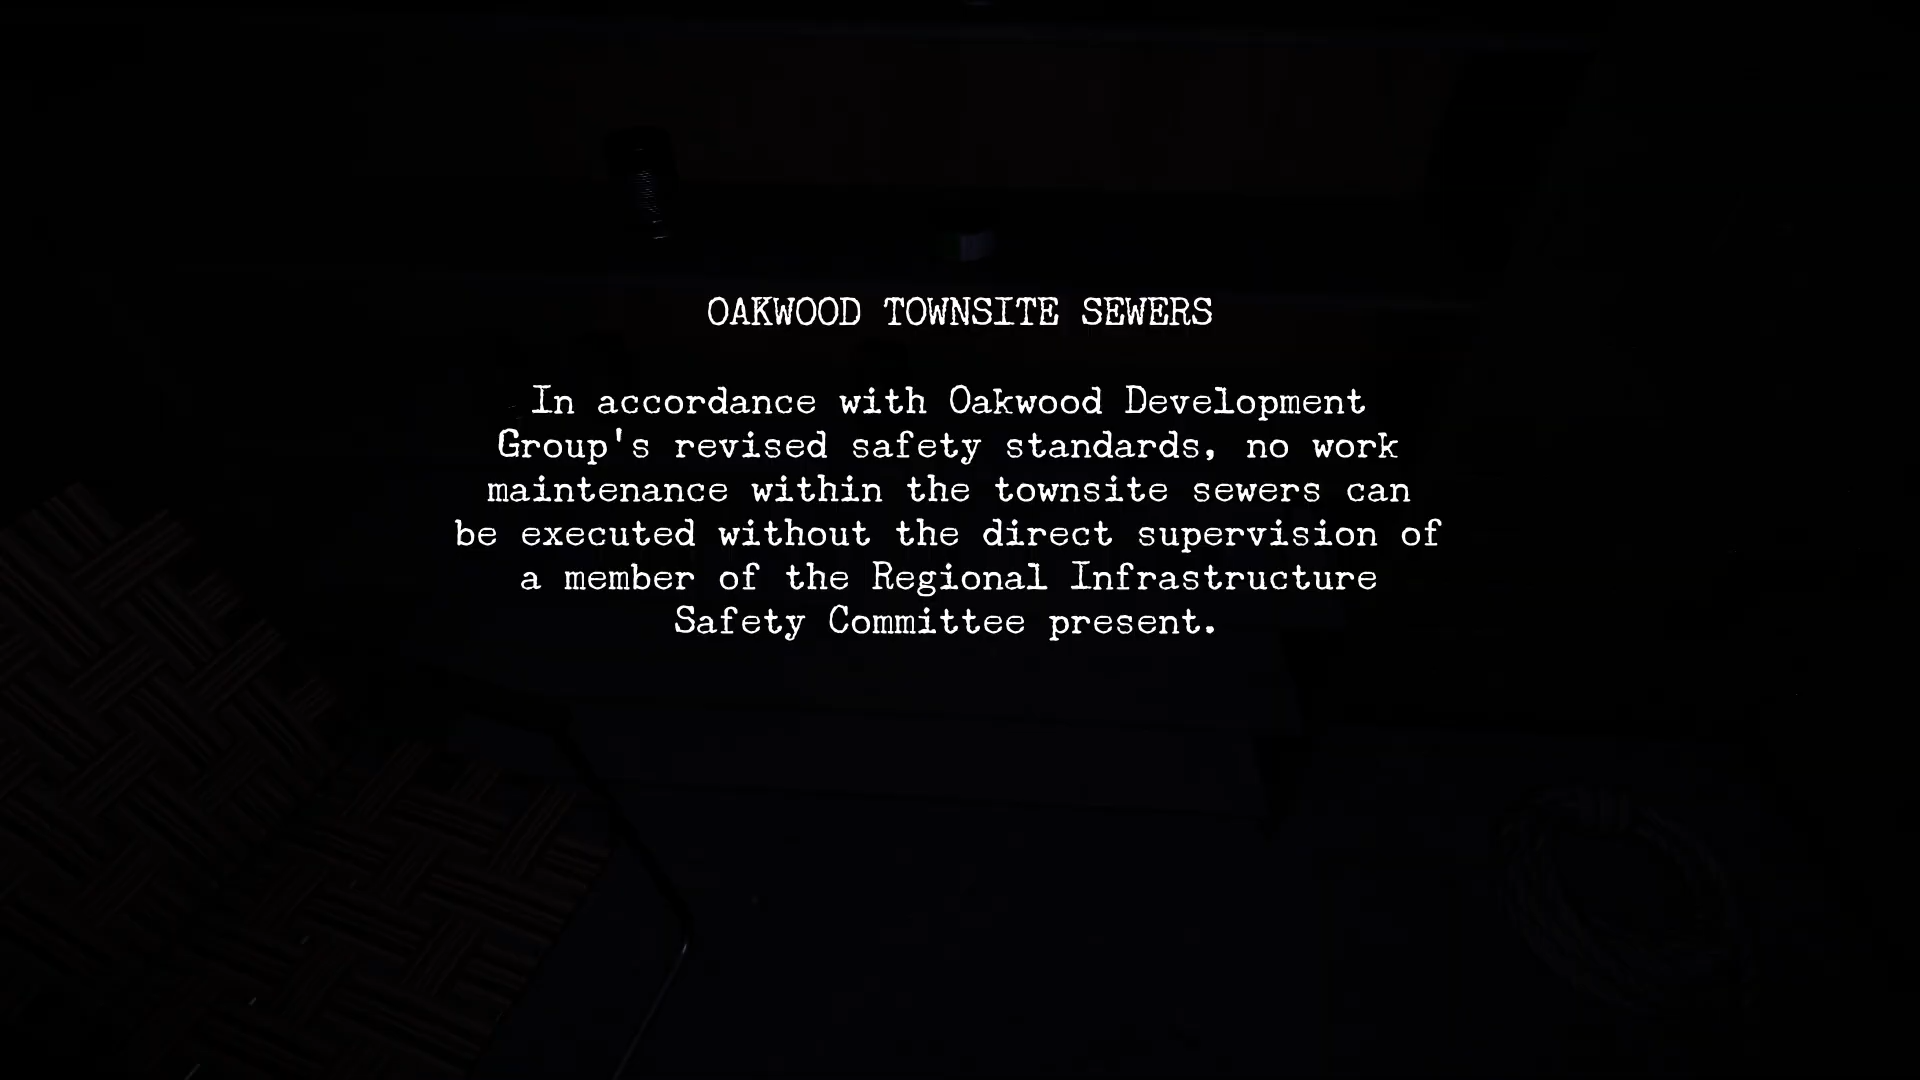 OAKWOOD TOWNSITE SEWERS
In accordance with Oakwood Development
Group's revised safety standards, no work
maintenance within the townsite sewers can
be executed without the direct supervision of
a member of the Regional Infrastructure
Safety Committee present.